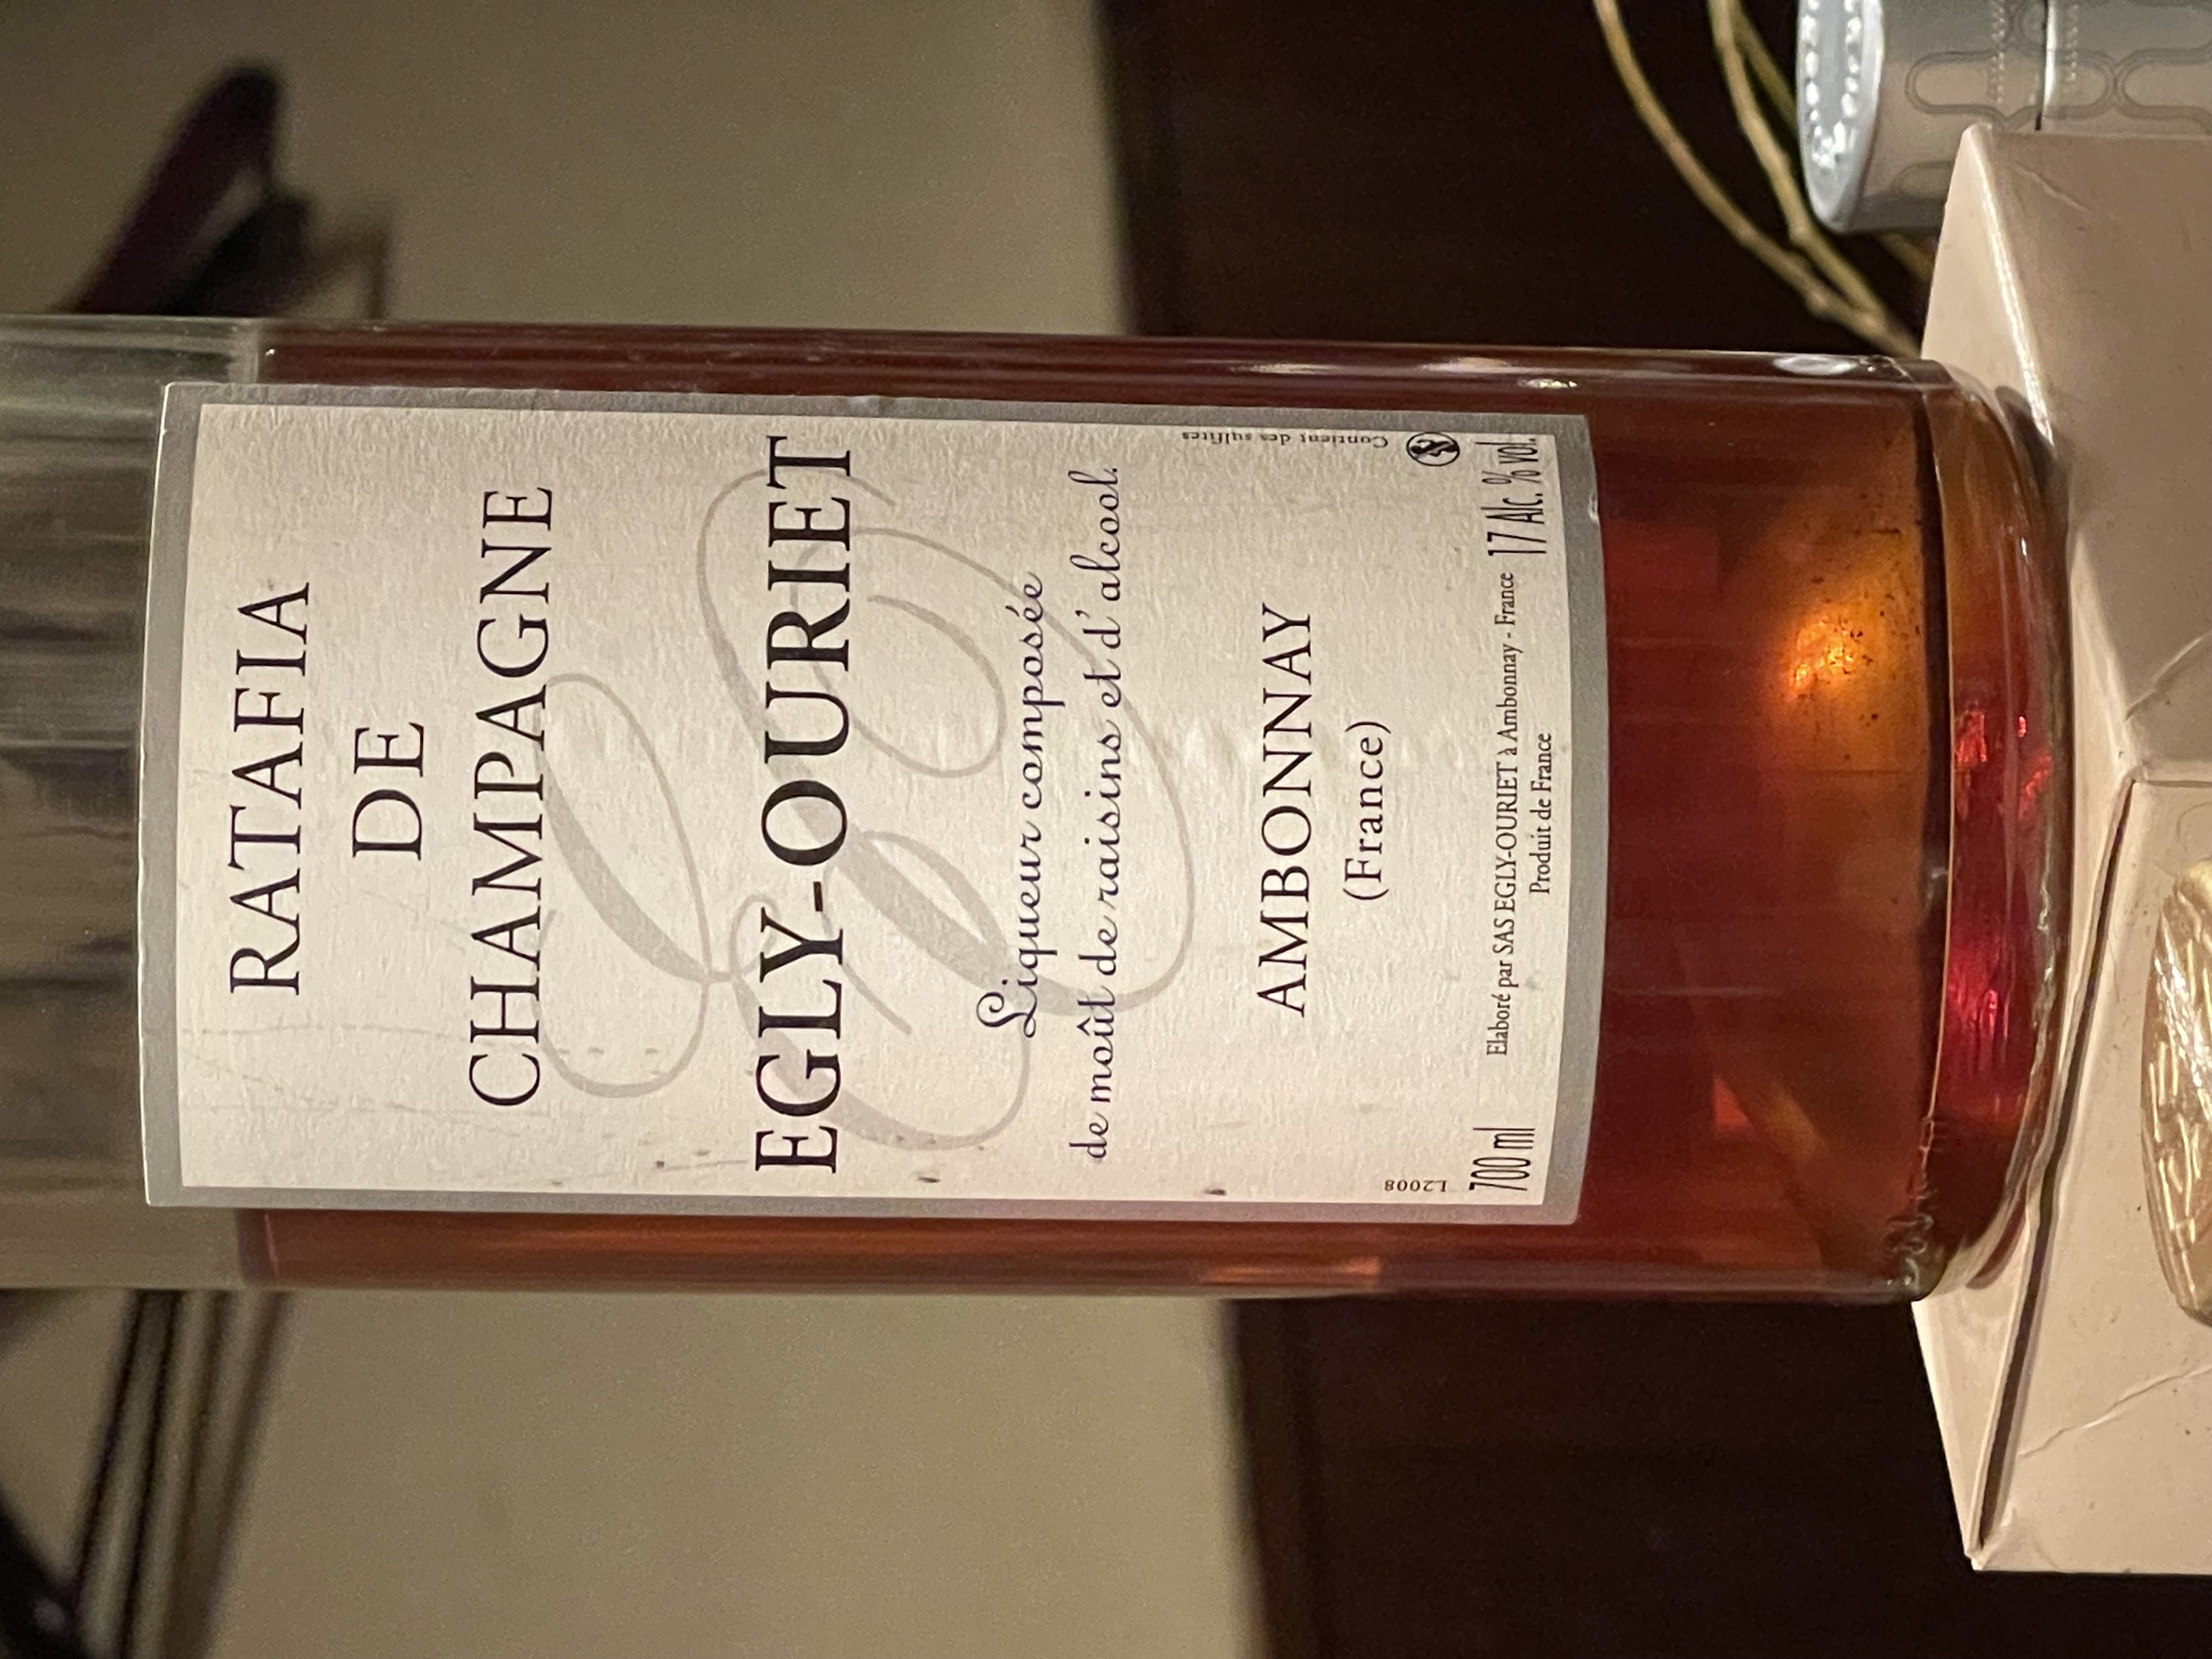 RATAFIA
DE
CHAMPAGNE
EGLY-OURIET
Liqueur composée
de moût de raisins et d'alcool.
AMBONNAY
(France)
Contient des sulfites
L2008
700 ml
Elaboré par SAS EGLY-OURIET à Ambonnay - France
17 Alc. % vol.
Produit de France